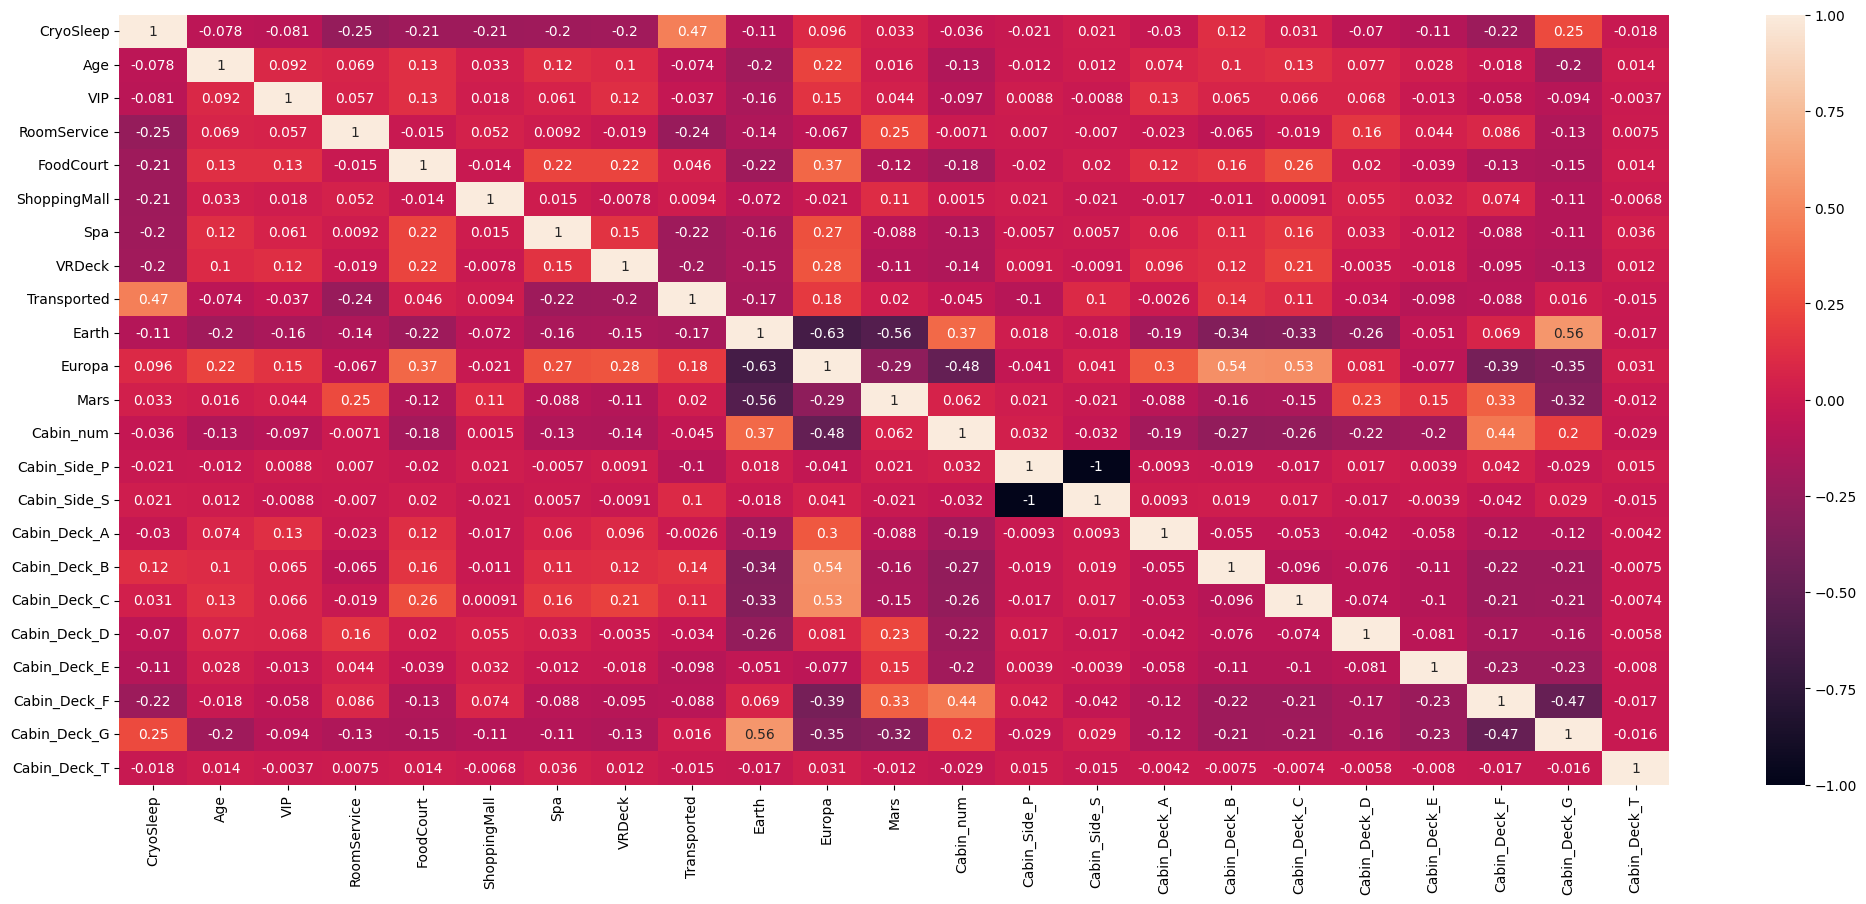 CryoSleep 1 -0.078 -0.081 -0.25 -0.21 -0.21 -0.2 -0.2 0.47 -0.11 0.096 0.033 -0.036 -0.021 0.021 -0.03 0.12 0.031 -0.07 -0.11 -0.22 0.25 -0.018
Age -0.078 1 0.092 0.069 0.13 0.033 0.12 0.1 -0.074 -0.2 0.22 0.016 -0.13 -0.012 0.012 0.074 0.1 0.13 0.077 0.028 -0.018 -0.2 0.014
VIP -0.081 0.092 1 0.057 0.13 0.018 0.061 0.12 -0.037 -0.16 0.15 0.044 -0.097 0.0088 -0.0088 0.13 0.065 0.066 0.068 -0.013 -0.058 -0.094 -0.0037
RoomService -0.25 0.069 0.057 1 -0.015 0.052 0.0092 -0.019 -0.24 -0.14 -0.067 0.25 -0.0071 0.007 -0.007 -0.023 -0.065 -0.019 0.16 0.044 0.086 -0.13 0.0075
FoodCourt -0.21 0.13 0.13 -0.015 1 -0.014 0.22 0.22 0.046 -0.22 0.37 -0.12 -0.18 -0.02 0.02 0.12 0.16 0.26 0.02 -0.039 -0.13 -0.15 0.014
ShoppingMall -0.21 0.033 0.018 0.052 -0.014 1 0.015 -0.0078 0.0094 -0.072 -0.021 0.11 0.0015 0.021 -0.021 -0.017 -0.011 0.00091 0.055 0.032 0.074 -0.11 -0.0068
Spa -0.2 0.12 0.061 0.0092 0.22 0.015 1 0.15 -0.22 -0.16 0.27 -0.088 -0.13 -0.0057 0.0057 0.06 0.11 0.16 0.033 -0.012 -0.088 -0.11 0.036
VRDeck -0.2 0.1 0.12 -0.019 0.22 -0.0078 0.15 1 -0.2 -0.15 0.28 -0.11 -0.14 0.0091 -0.0091 0.096 0.12 0.21 -0.0035 -0.018 -0.095 -0.13 0.012
Transported 0.47 -0.074 -0.037 -0.24 0.046 0.0094 -0.22 -0.2 1 -0.17 0.18 0.02 -0.045 -0.1 0.1 -0.0026 0.14 0.11 -0.034 -0.098 -0.088 0.016 -0.015
Earth -0.11 -0.2 -0.16 -0.14 -0.22 -0.072 -0.16 -0.15 -0.17 1 -0.63 -0.56 0.37 0.018 -0.018 -0.19 -0.34 -0.33 -0.26 -0.051 0.069 0.56 -0.017
Europa 0.096 0.22 0.15 -0.067 0.37 -0.021 0.27 0.28 0.18 -0.63 1 -0.29 -0.48 -0.041 0.041 0.3 0.54 0.53 0.081 -0.077 -0.39 -0.35 0.031
Mars 0.033 0.016 0.044 0.25 -0.12 0.11 -0.088 -0.11 0.02 -0.56 -0.29 1 0.062 0.021 -0.021 -0.088 -0.16 -0.15 0.23 0.15 0.33 -0.32 -0.012
Cabin_num -0.036 -0.13 -0.097 -0.0071 -0.18 0.0015 -0.13 -0.14 -0.045 0.37 -0.48 0.062 1 0.032 -0.032 -0.19 -0.27 -0.26 -0.22 -0.2 0.44 0.2 -0.029
Cabin_Side_P -0.021 -0.012 0.0088 0.007 -0.02 0.021 -0.0057 0.0091 -0.1 0.018 -0.041 0.021 0.032 1 -1 -0.0093 -0.019 -0.017 0.017 0.0039 0.042 -0.029 0.015
Cabin_Side_S 0.021 0.012 -0.0088 -0.007 0.02 -0.021 0.0057 -0.0091 0.1 -0.018 0.041 -0.021 -0.032 -1 1 0.0093 0.019 0.017 -0.017 -0.0039 -0.042 0.029 -0.015
Cabin_Deck_A -0.03 0.074 0.13 -0.023 0.12 -0.017 0.06 0.096 -0.0026 -0.19 0.3 -0.088 -0.19 -0.0093 0.0093 1 -0.055 -0.053 -0.042 -0.058 -0.12 -0.12 -0.0042
Cabin_Deck_B 0.12 0.1 0.065 -0.065 0.16 -0.011 0.11 0.12 0.14 -0.34 0.54 -0.16 -0.27 -0.019 0.019 -0.055 1 -0.096 -0.076 -0.11 -0.22 -0.21 -0.0075
Cabin_Deck_C 0.031 0.13 0.066 -0.019 0.26 0.00091 0.16 0.21 0.11 -0.33 0.53 -0.15 -0.26 -0.017 0.017 -0.053 -0.096 1 -0.074 -0.1 -0.21 -0.21 -0.0074
Cabin_Deck_D -0.07 0.077 0.068 0.16 0.02 0.055 0.033 -0.0035 -0.034 -0.26 0.081 0.23 -0.22 0.017 -0.017 -0.042 -0.076 -0.074 1 -0.081 -0.17 -0.16 -0.0058
Cabin_Deck_E -0.11 0.028 -0.013 0.044 -0.039 0.032 -0.012 -0.018 -0.098 -0.051 -0.077 0.15 -0.2 0.0039 -0.0039 -0.058 -0.11 -0.1 -0.081 1 -0.23 -0.23 -0.008
Cabin_Deck_F -0.22 -0.018 -0.058 0.086 -0.13 0.074 -0.088 -0.095 -0.088 0.069 -0.39 0.33 0.44 0.042 -0.042 -0.12 -0.22 -0.21 -0.17 -0.23 1 -0.47 -0.017
Cabin_Deck_G 0.25 -0.2 -0.094 -0.13 -0.15 -0.11 -0.11 -0.13 0.016 0.56 -0.35 -0.32 0.2 -0.029 0.029 -0.12 -0.21 -0.21 -0.16 -0.23 -0.47 1 -0.016
Cabin_Deck_T -0.018 0.014 -0.0037 0.0075 0.014 -0.0068 0.036 0.012 -0.015 -0.017 0.031 -0.012 -0.029 0.015 -0.015 -0.0042 -0.0075 -0.0074 -0.0058 -0.008 -0.017 -0.016 1
CryoSleep
Age
VIP
RoomService
FoodCourt
ShoppingMall
Spa
VRDeck
Transported
Earth
Europa
Mars
Cabin_num
Cabin_Side_P
Cabin_Side_S
Cabin_Deck_A
Cabin_Deck_B
Cabin_Deck_C
Cabin_Deck_D
Cabin_Deck_E
Cabin_Deck_F
Cabin_Deck_G
Cabin_Deck_T
1.00
0.75
0.50
0.25
0.00
−0.25
−0.50
−0.75
−1.00